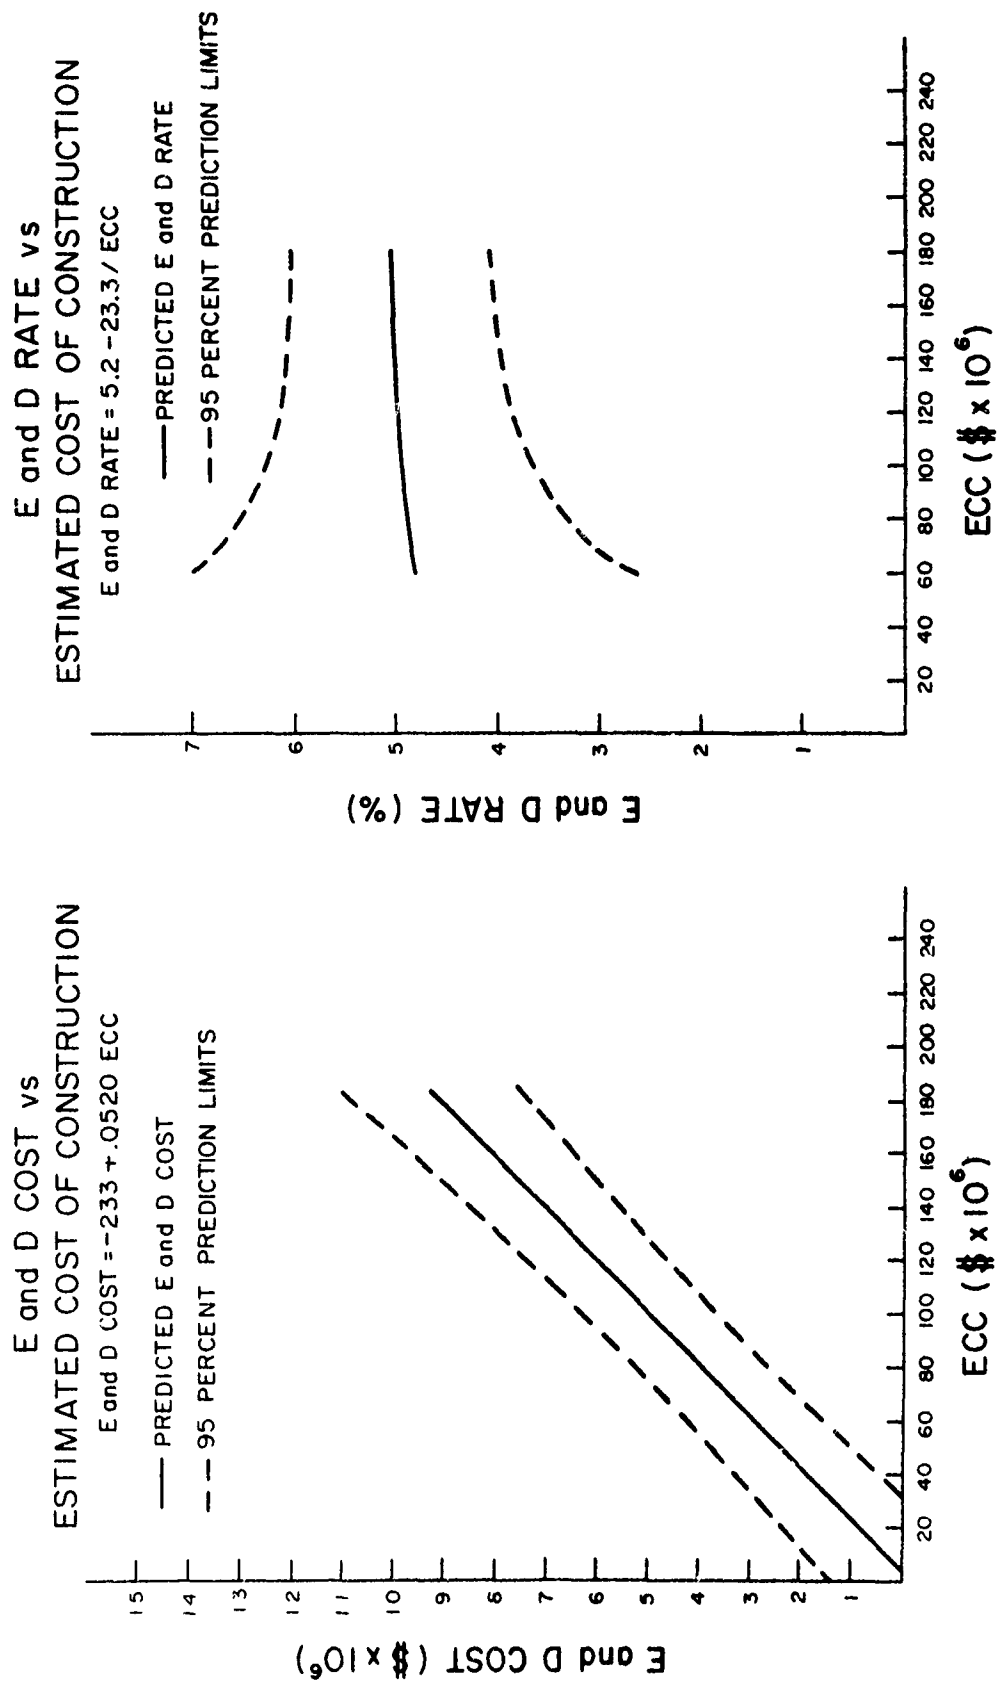 E and D COST vs
ESTIMATED COST OF CONSTRUCTION
E and D COST = -.233 + .0520 ECC
PREDICTED E and D COST
95 PERCENT PREDICTION LIMITS
15
14
13
12
11
10
9
8
7
6
5
4
3
2
1
E and D COST ($ x 10⁶)
20 40 60 80 100 120 140 160 180 200 220 240
ECC ($ x 10⁶)
E and D RATE vs
ESTIMATED COST OF CONSTRUCTION
E and D RATE = 5.2 - 23.3 / ECC
PREDICTED E and D RATE
95 PERCENT PREDICTION LIMITS
7
6
5
4
3
2
1
E and D RATE (%)
20 40 60 80 100 120 140 160 180 200 220 240
ECC ($ x 10⁶)